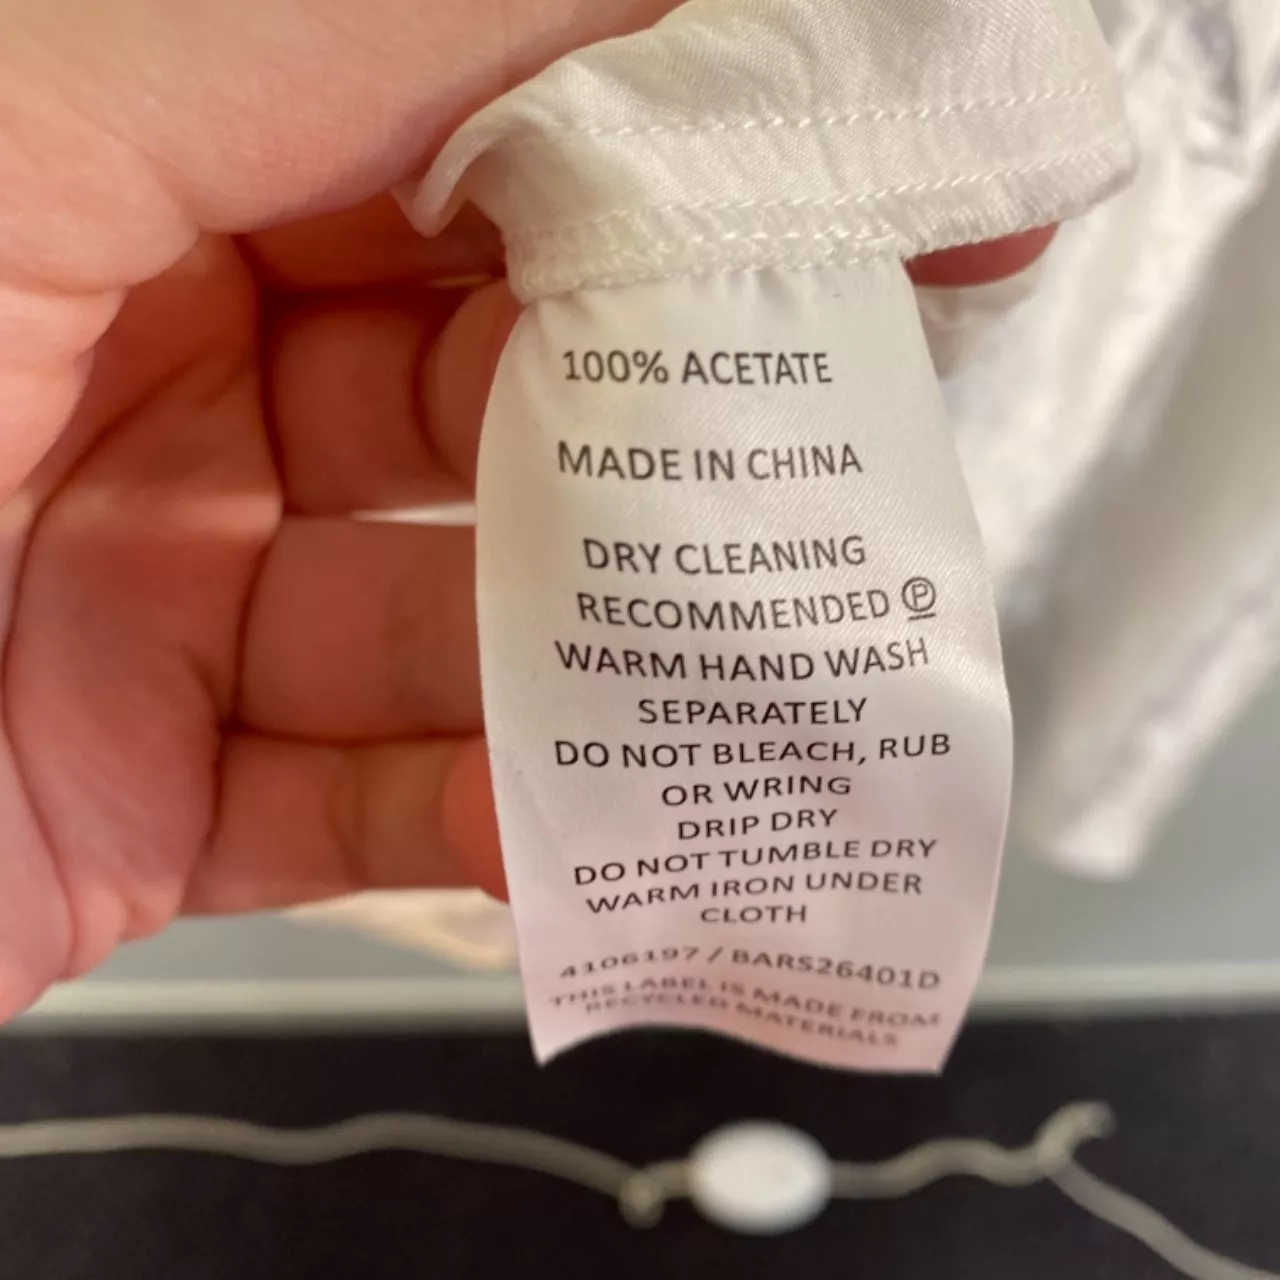 100% ACETATE
MADE IN CHINA
DRY CLEANING
RECOMMENDED Ⓟ
WARM HAND WASH
SEPARATELY
DO NOT BLEACH, RUB
OR WRING
DRIP DRY
DO NOT TUMBLE DRY
WARM IRON UNDER
CLOTH
4106197 / BARS26401D
THIS LABEL IS MADE FROM
RECYCLED MATERIALS